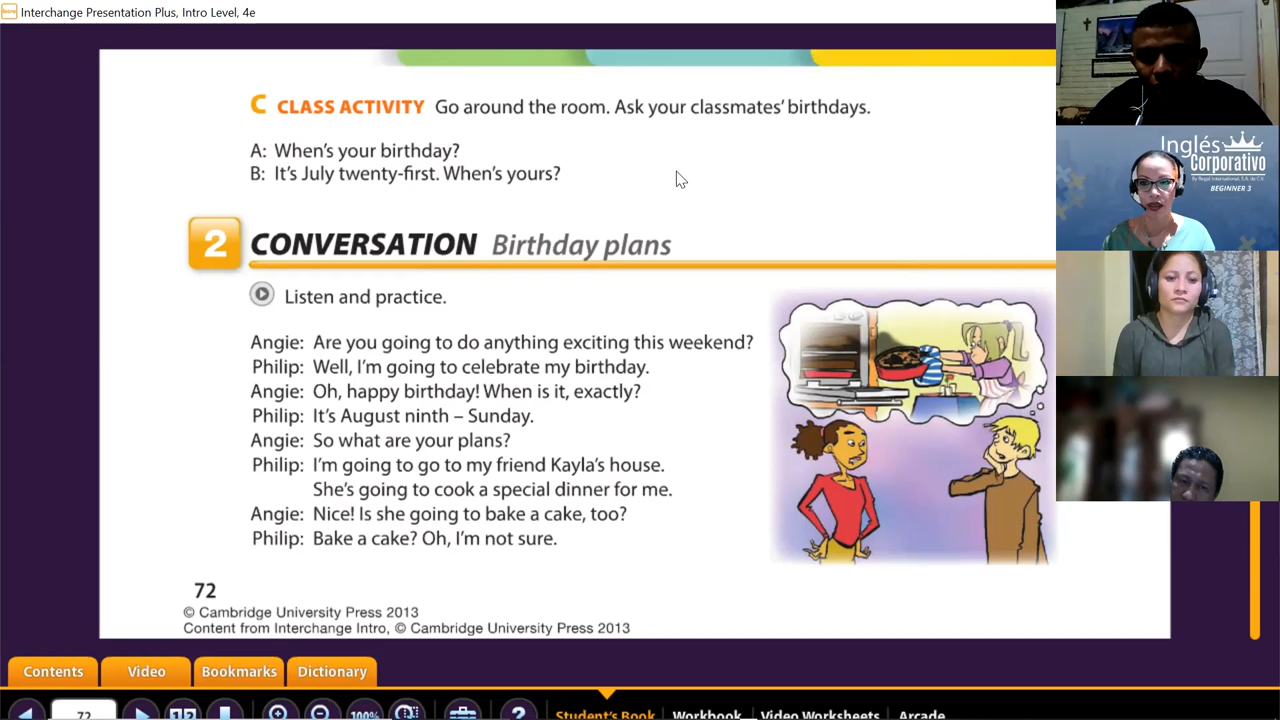 Interchange Presentation Plus, Intro Level, 4e
C CLASS ACTIVITY Go around the room. Ask your classmates' birthdays.
A: When's your birthday?
B: It's July twenty-first. When's yours?
2 CONVERSATION Birthday plans
Listen and practice.
Angie: Are you going to do anything exciting this weekend?
Philip: Well, I'm going to celebrate my birthday.
Angie: Oh, happy birthday! When is it, exactly?
Philip: It's August ninth – Sunday.
Angie: So what are your plans?
Philip: I'm going to go to my friend Kayla's house.
She's going to cook a special dinner for me.
Angie: Nice! Is she going to bake a cake, too?
Philip: Bake a cake? Oh, I'm not sure.
72
© Cambridge University Press 2013
Content from Interchange Intro, © Cambridge University Press 2013
Inglés
Corporativo
By Regal International, S.A. de C.V.
BEGINNER 3
Contents Video Bookmarks Dictionary
72 1 2 100% ? Student's Book Workbook Video Worksheets Arcade